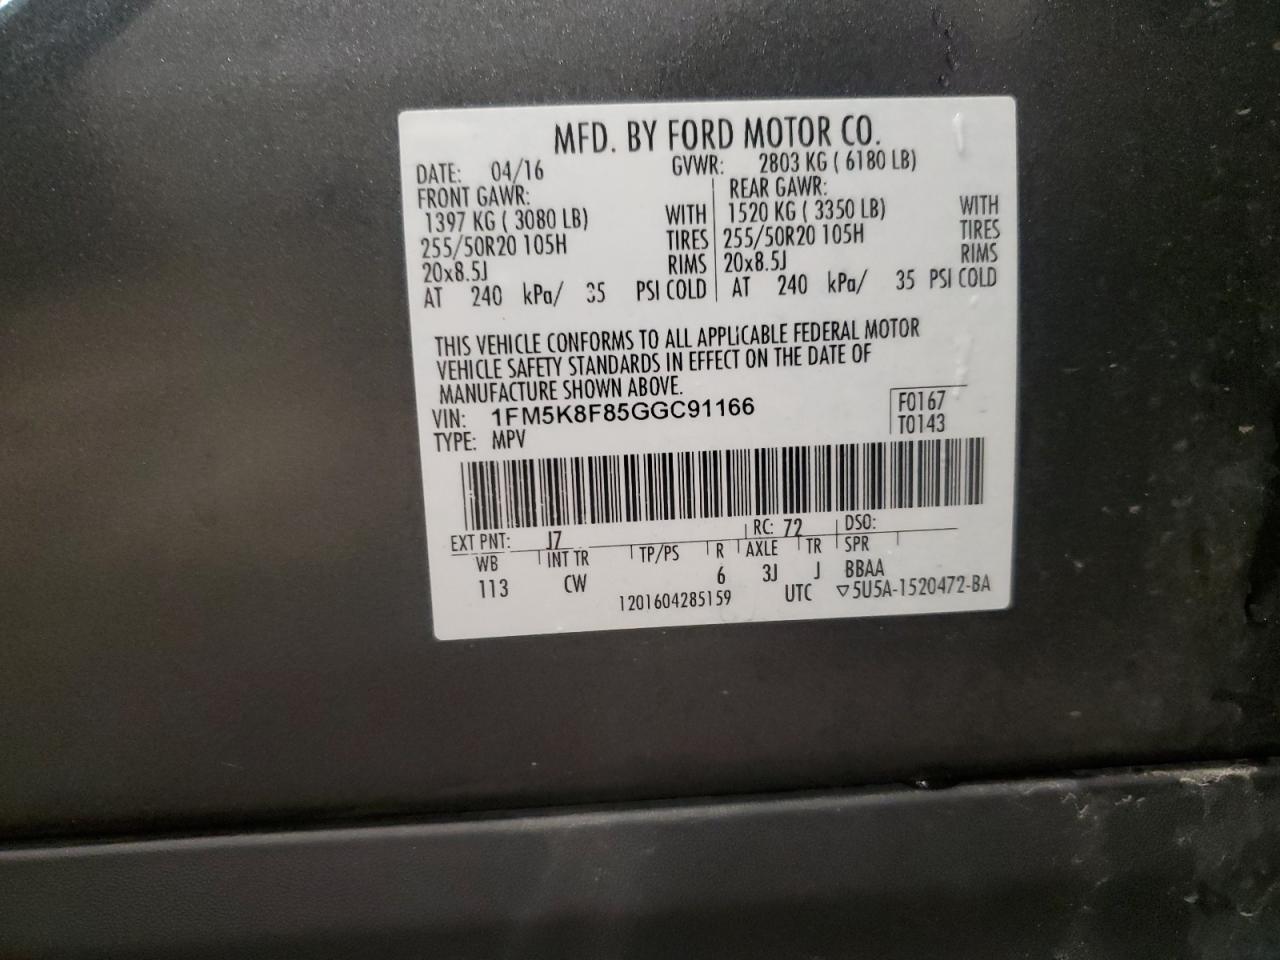 MFD. BY FORD MOTOR CO.
DATE: 04/16 GVWR: 2803 KG ( 6180 LB)
FRONT GAWR: REAR GAWR:
1397 KG ( 3080 LB) WITH 1520 KG ( 3350 LB) WITH
255/50R20 105H TIRES 255/50R20 105H TIRES
20x8.5J RIMS 20x8.5J RIMS
AT 240 kPa/ 35 PSI COLD AT 240 kPa/ 35 PSI COLD
THIS VEHICLE CONFORMS TO ALL APPLICABLE FEDERAL MOTOR
VEHICLE SAFETY STANDARDS IN EFFECT ON THE DATE OF
MANUFACTURE SHOWN ABOVE.
VIN: 1FM5K8F85GGC91166 F0167
TYPE: MPV T0143
EXT PNT: J7 RC: 72 DSO:
WB INT TR TP/PS R AXLE TR SPR
113 CW 6 3J J BBAA
1201604285159 UTC ▽5U5A-1520472-BA